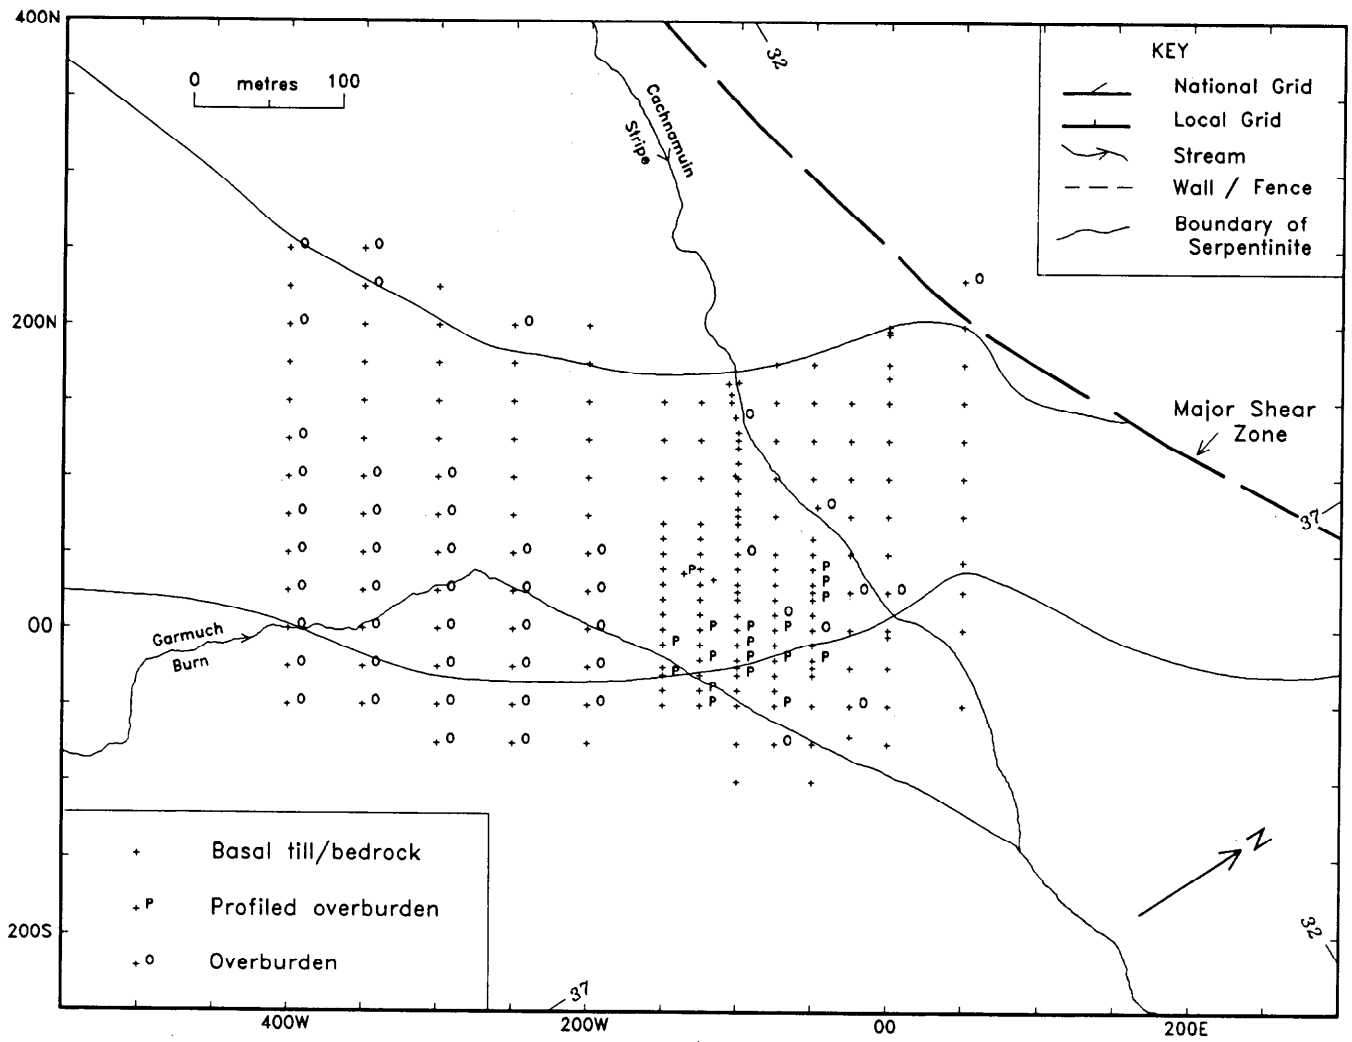 400N
200N
00
200S
400W
200W
00
200E
0 metres 100
Cachnamuin
Stripe
32
KEY
National Grid
Local Grid
Stream
Wall / Fence
Boundary of
Serpentinite
Major Shear
Zone
37
Garmuch
Burn
N
32
37
+ Basal till/bedrock
+ P Profiled overburden
+ O Overburden